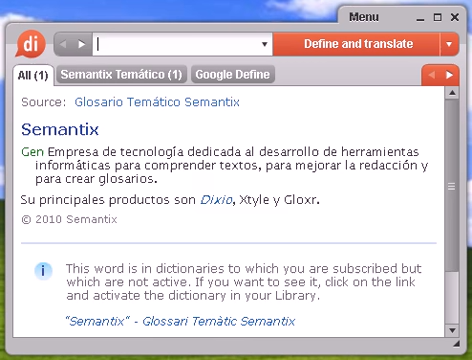 Menu
di
Define and translate
All (1)
Semantix Temático (1)
Google Define
Source: Glosario Temático Semantix
Semantix
Gen Empresa de tecnología dedicada al desarrollo de herramientas
informáticas para comprender textos, para mejorar la redacción y
para crear glosarios.
Su principales productos son Dixio, Xtyle y Gloxr.
© 2010 Semantix
i
This word is in dictionaries to which you are subscribed but
which are not active. If you want to see it, click on the link
and activate the dictionary in your Library.
"Semantix" - Glossari Temàtic Semantix